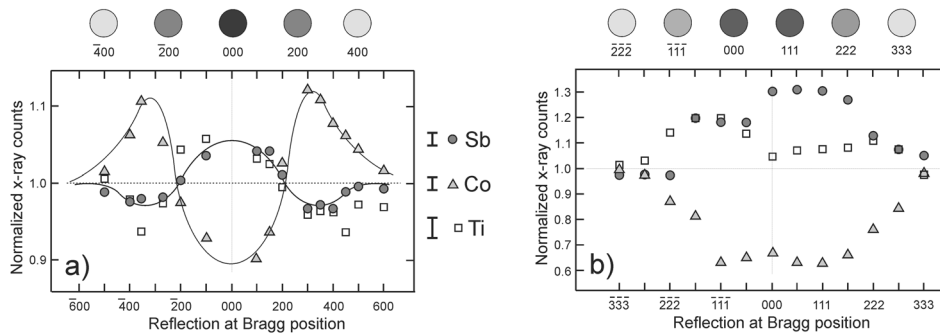 4̄00 2̄00 000 200 400
Normalized x-ray counts
1.1
1.0
0.9
a)
6̄00 4̄00 2̄00 000 200 400 600
Reflection at Bragg position
Sb
Co
Ti
2̄2̄2̄ 1̄1̄1̄ 000 111 222 333
Normalized x-ray counts
1.3
1.2
1.1
1.0
0.9
0.8
0.7
0.6
b)
3̄3̄3̄ 2̄2̄2̄ 1̄1̄1̄ 000 111 222 333
Reflection at Bragg position